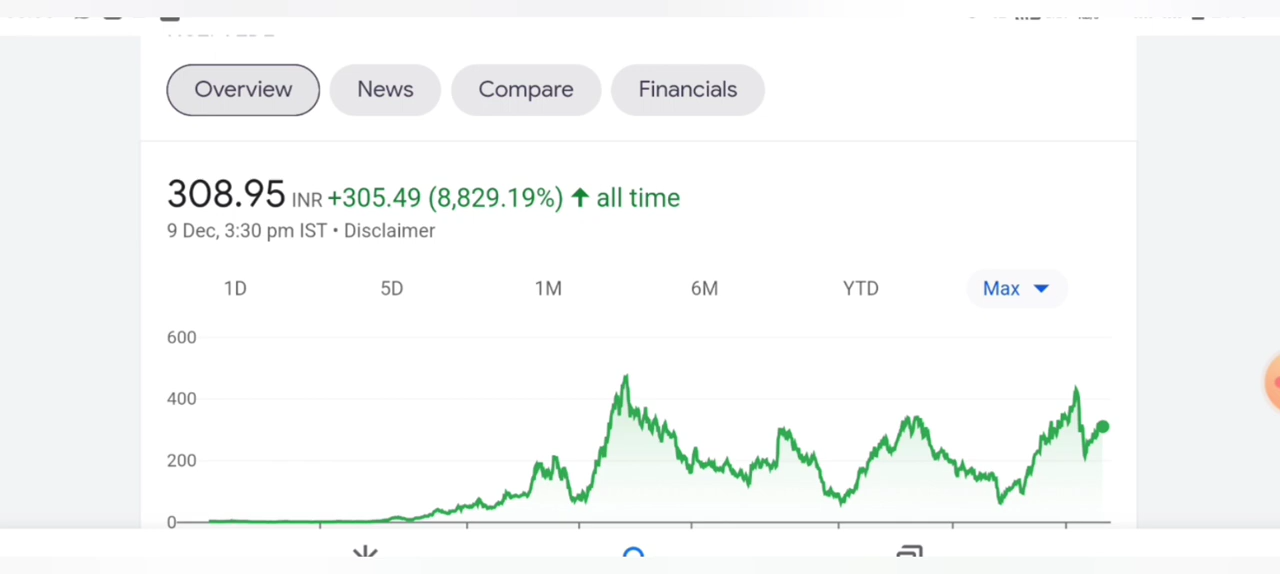 Overview News Compare Financials
308.95 INR +305.49 (8,829.19%) ↑ all time
9 Dec, 3:30 pm IST • Disclaimer
1D 5D 1M 6M YTD Max
600
400
200
0